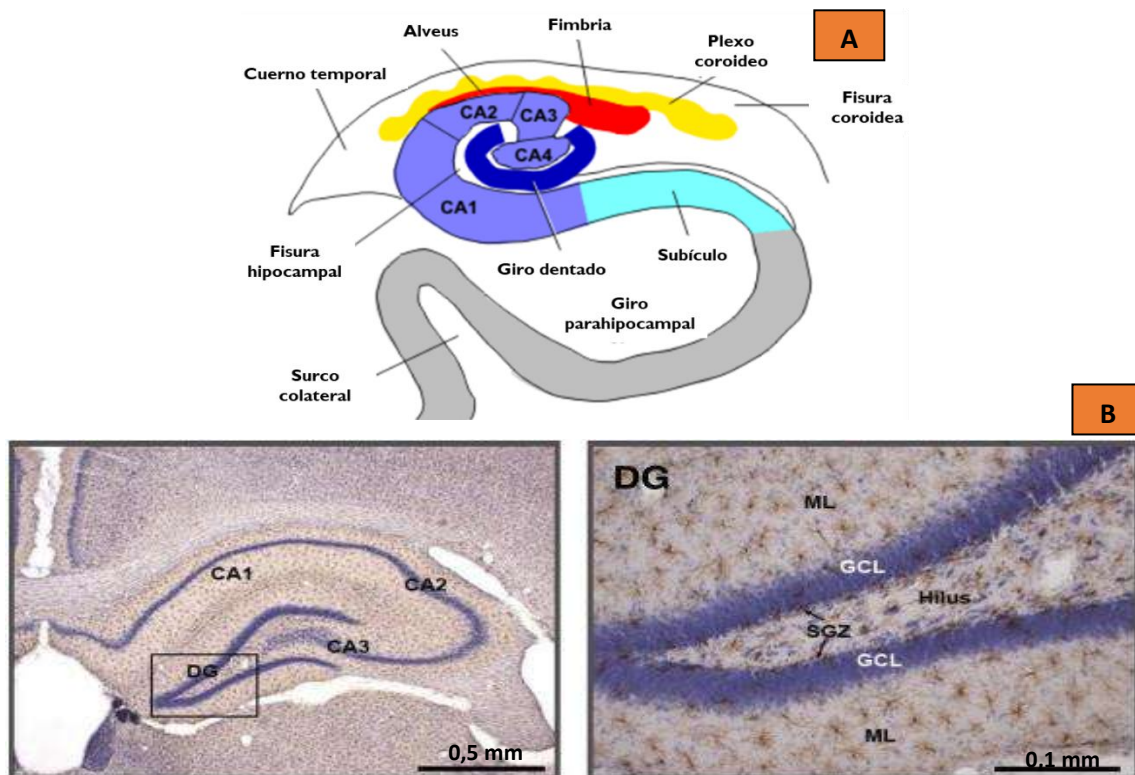 A
Alveus
Fimbria
Plexo
coroideo
Cuerno temporal
Fisura
coroidea
CA2
CA3
CA4
CA1
Fisura
hipocampal
Giro dentado
Subículo
Giro
parahipocampal
Surco
colateral
B
CA1
CA2
CA3
DG
0,5 mm
DG
ML
GCL
Hilus
SGZ
GCL
ML
0,1 mm